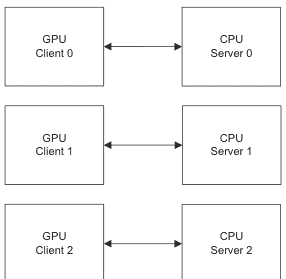 GPU
Client 0
CPU
Server 0
GPU
Client 1
CPU
Server 1
GPU
Client 2
CPU
Server 2